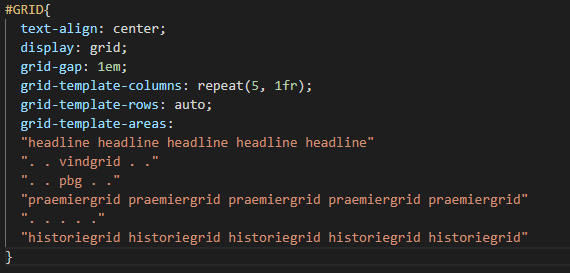 #GRID{
text-align: center;
display: grid;
grid-gap: 1em;
grid-template-columns: repeat(5, 1fr);
grid-template-rows: auto;
grid-template-areas:
"headline headline headline headline headline"
". . vindgrid . ."
". . pbg . ."
"praemiergrid praemiergrid praemiergrid praemiergrid praemiergrid"
". . . . ."
"historiegrid historiegrid historiegrid historiegrid historiegrid"
}